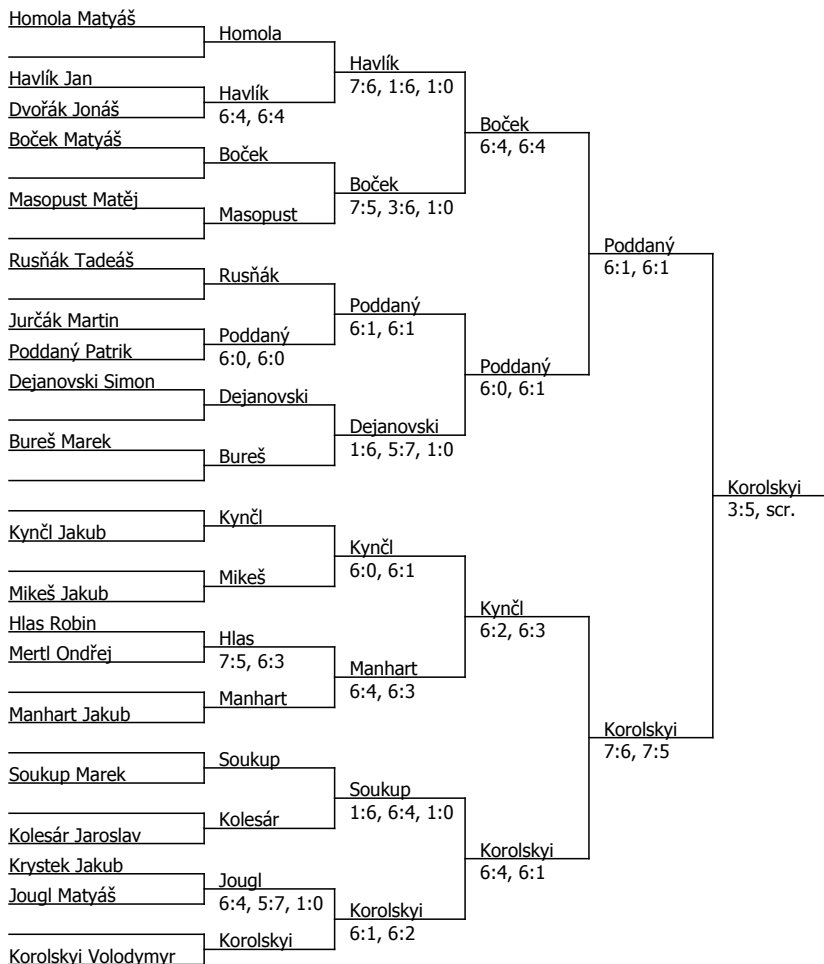 Homola Matyáš
Havlík Jan
Dvořák Jonáš
Boček Matyáš
Masopust Matěj
Rusňák Tadeáš
Jurčák Martin
Poddaný Patrik
Dejanovski Simon
Bureš Marek
Kynčl Jakub
Mikeš Jakub
Hlas Robin
Mertl Ondřej
Manhart Jakub
Soukup Marek
Kolesár Jaroslav
Krystek Jakub
Jougl Matyáš
Korolskyi Volodymyr
Homola
Havlík
6:4, 6:4
Boček
Masopust
Rusňák
Poddaný
6:0, 6:0
Dejanovski
Bureš
Kynčl
Mikeš
Hlas
7:5, 6:3
Manhart
Soukup
Kolesár
Jougl
6:4, 5:7, 1:0
Korolskyi
Havlík
7:6, 1:6, 1:0
Boček
7:5, 3:6, 1:0
Poddaný
6:1, 6:1
Dejanovski
1:6, 5:7, 1:0
Kynčl
6:0, 6:1
Manhart
6:4, 6:3
Soukup
1:6, 6:4, 1:0
Korolskyi
6:1, 6:2
Boček
6:4, 6:4
Poddaný
6:0, 6:1
Kynčl
6:2, 6:3
Korolskyi
6:4, 6:1
Poddaný
6:1, 6:1
Korolskyi
7:6, 7:5
Korolskyi
3:5, scr.